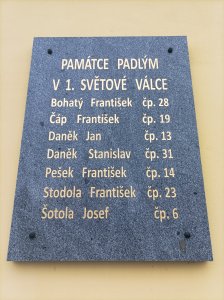 PAMÁTCE PADLÝM
V 1. SVĚTOVÉ VÁLCE
Bohatý František čp. 28
Čáp František čp. 19
Daněk Jan čp. 13
Daněk Stanislav čp. 31
Pešek František čp. 14
Stodola František čp. 23
Šotola Josef čp. 6